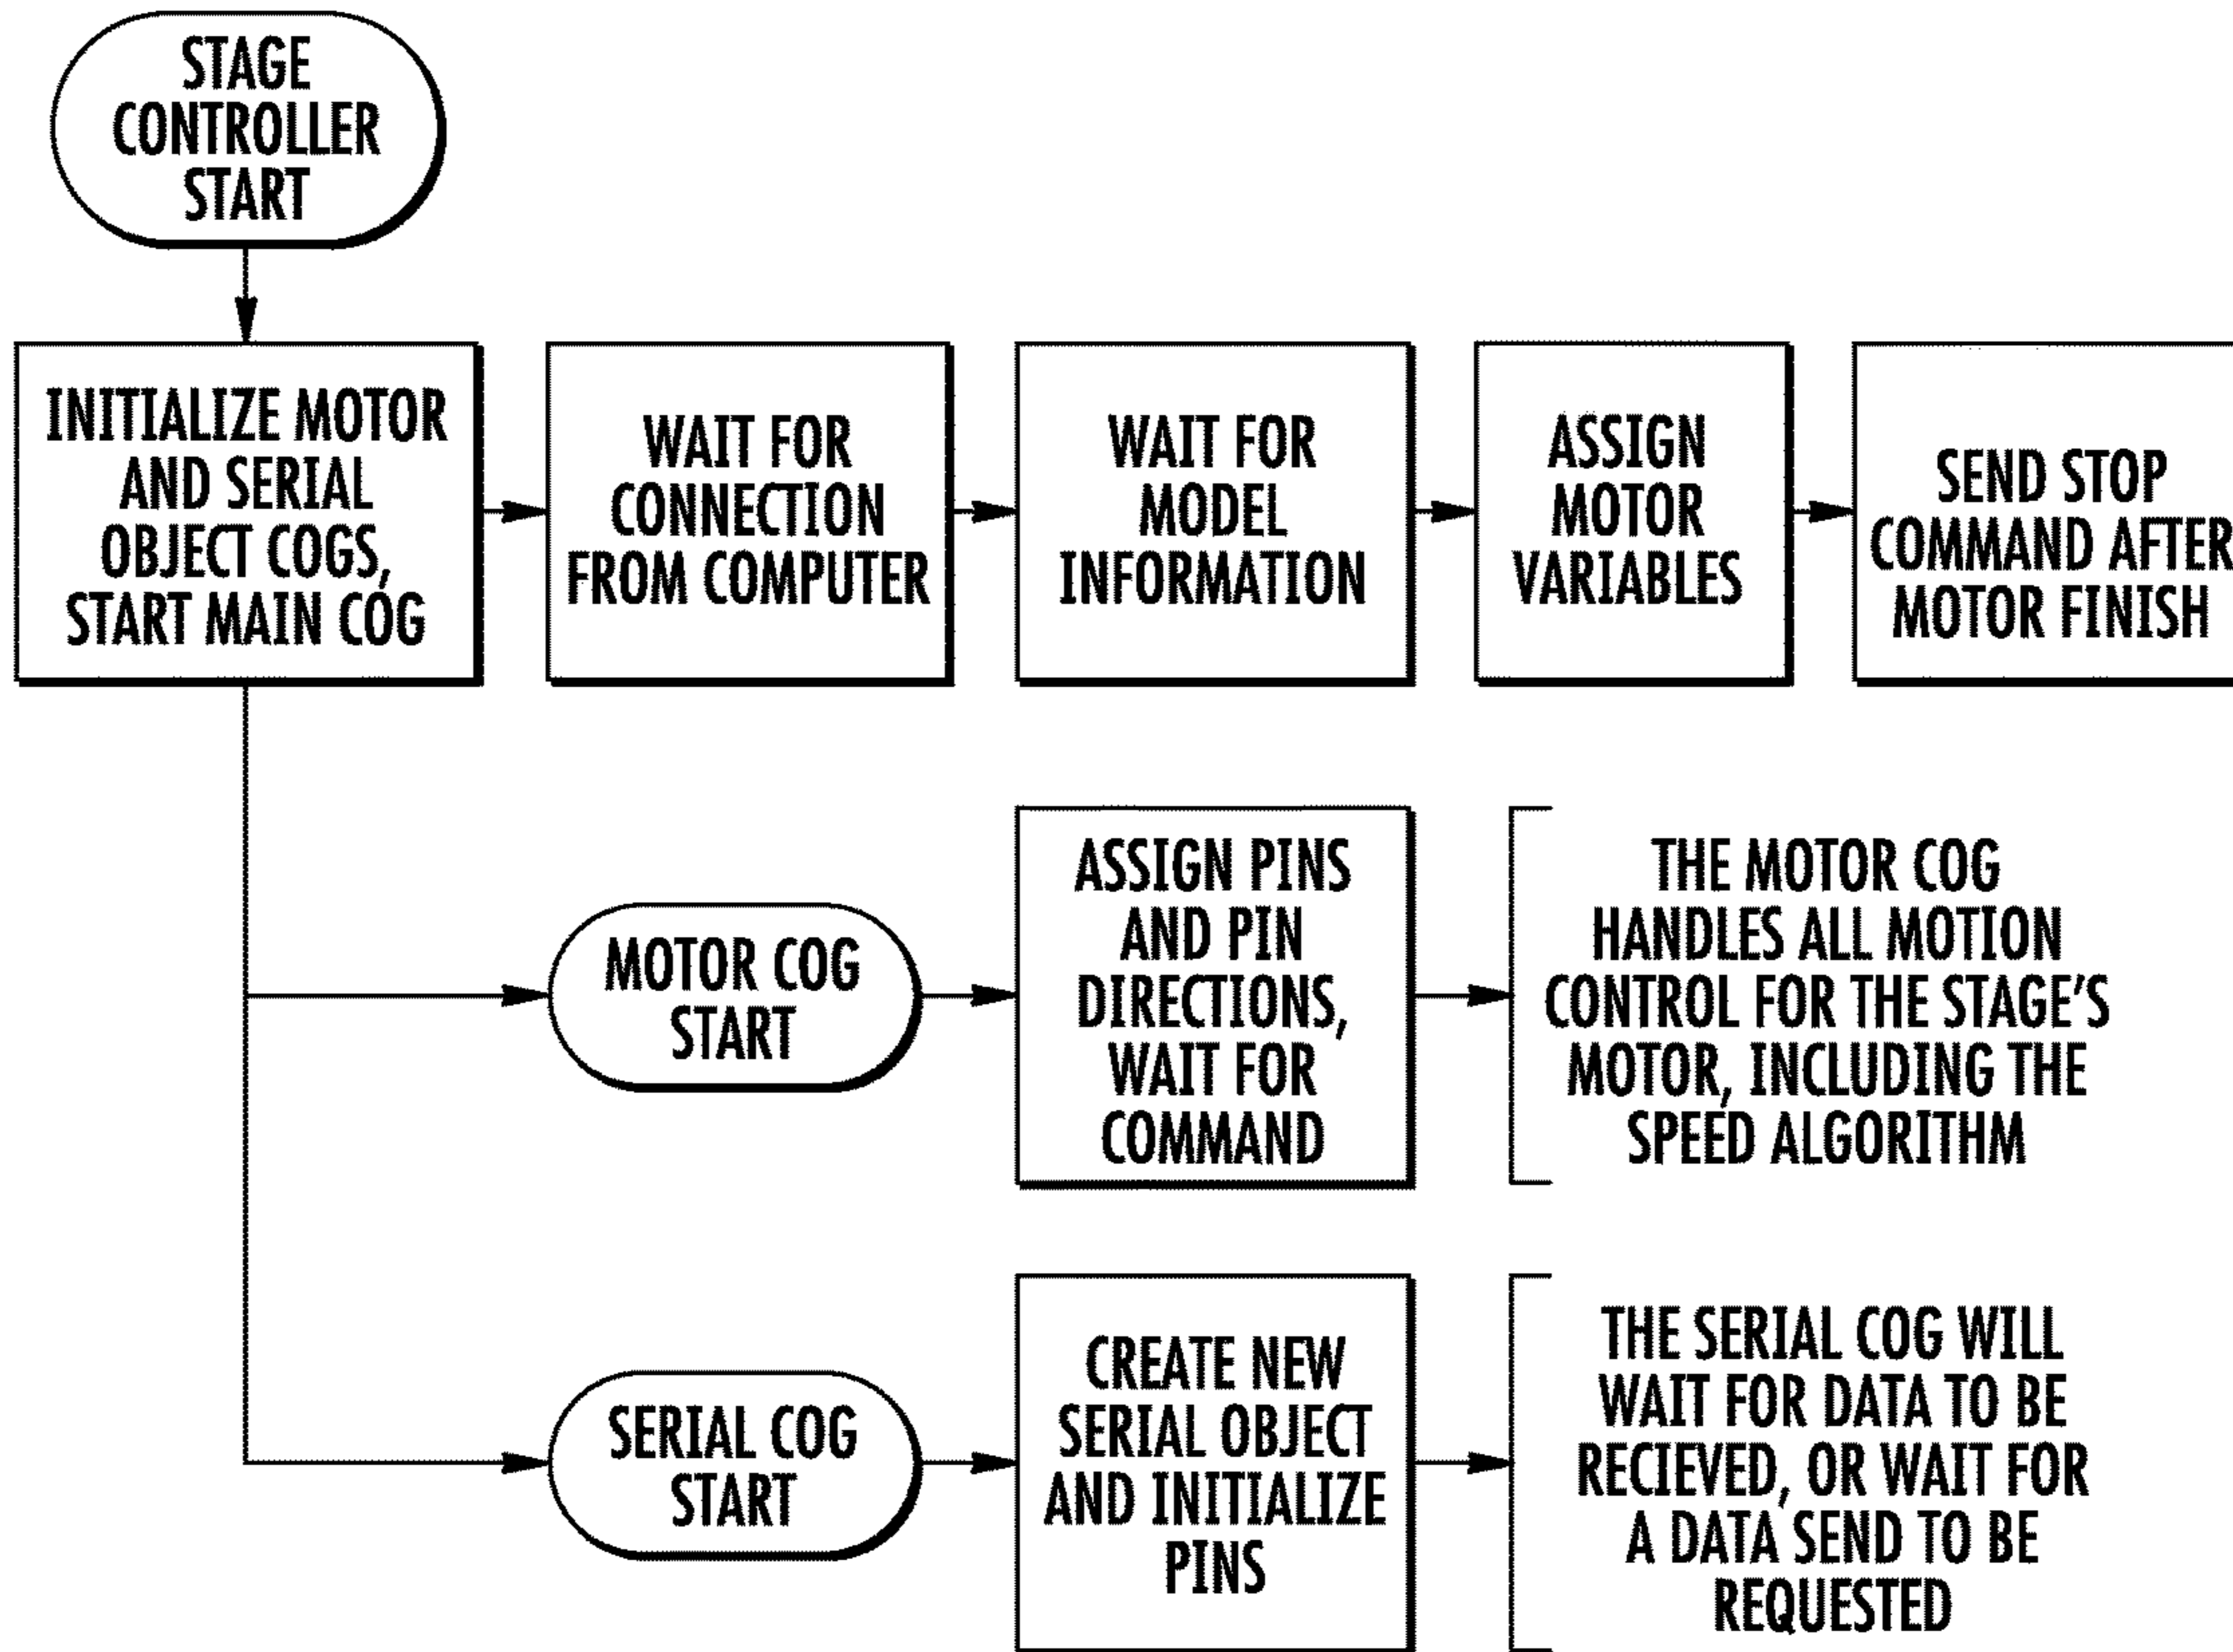 STAGE
CONTROLLER
START
INITIALIZE MOTOR
AND SERIAL
OBJECT COGS,
START MAIN COG
WAIT FOR
CONNECTION
FROM COMPUTER
WAIT FOR
MODEL
INFORMATION
ASSIGN
MOTOR
VARIABLES
SEND STOP
COMMAND AFTER
MOTOR FINISH
MOTOR COG
START
ASSIGN PINS
AND PIN
DIRECTIONS,
WAIT FOR
COMMAND
THE MOTOR COG
HANDLES ALL MOTION
CONTROL FOR THE STAGE'S
MOTOR, INCLUDING THE
SPEED ALGORITHM
SERIAL COG
START
CREATE NEW
SERIAL OBJECT
AND INITIALIZE
PINS
THE SERIAL COG WILL
WAIT FOR DATA TO BE
RECIEVED, OR WAIT FOR
A DATA SEND TO BE
REQUESTED